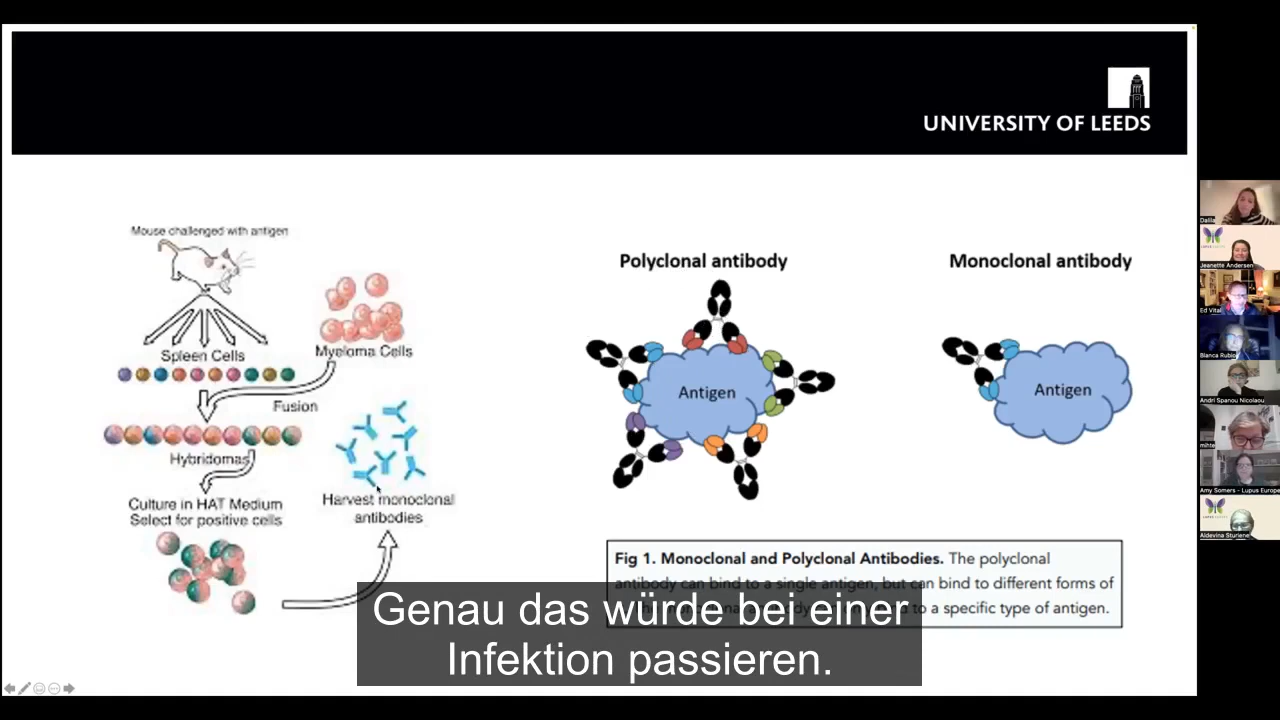 UNIVERSITY OF LEEDS
Mouse challenged with antigen
Spleen Cells
Myeloma Cells
Fusion
Hybridomas
Culture in HAT Medium
Select for positive cells
Harvest monoclonal
antibodies
Polyclonal antibody
Antigen
Monoclonal antibody
Antigen
Fig 1. Monoclonal and Polyclonal Antibodies. The polyclonal
antibody can bind to a single antigen, but can bind to different forms of
to a specific type of antigen.
Genau das würde bei einer
Infektion passieren.
Dalila
Jeanette Andersen
Ed Vital
Blanca Rubio
Andri Spanou Nicolaou
Amy Somers - Lupus Europe
Aldevina Sturiene